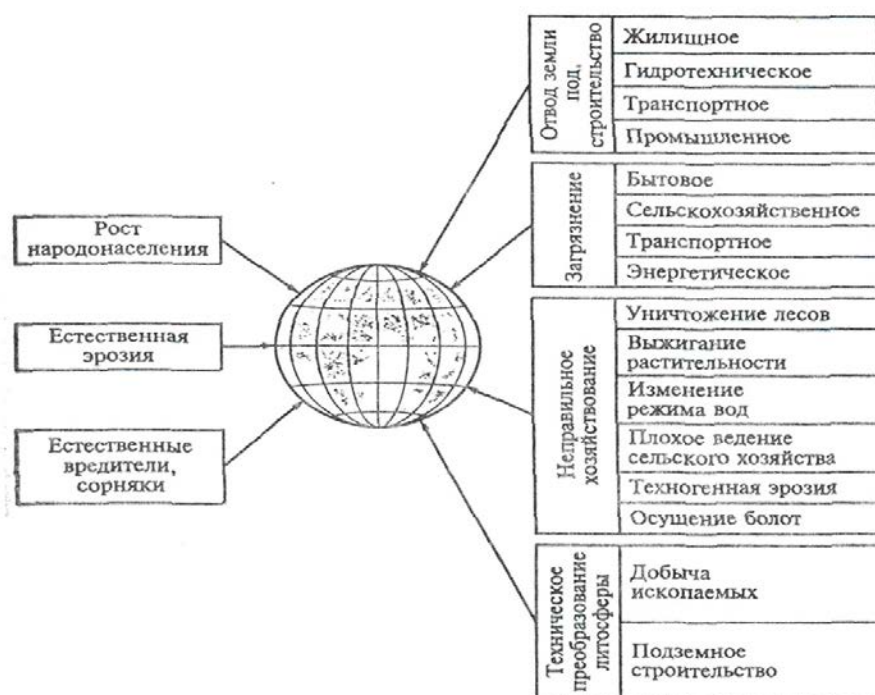 Рост
народонаселения
Естественная
эрозия
Естественные
вредители,
сорняки
Отвод земли
под.
строительство
Жилищное
Гидротехническое
Транспортное
Промышленное
Загрязнение
Бытовое
Сельскохозяйственное
Транспортное
Энергетическое
Неправильное
хозяйствование
Уничтожение лесов
Выжигание
растительности
Изменение
режима вод
Плохое ведение
сельского хозяйства
Техногенная эрозия
Осущение болот
Техническое
преобразование
литосферы
Добыча
ископаемых
Подземное
строительство